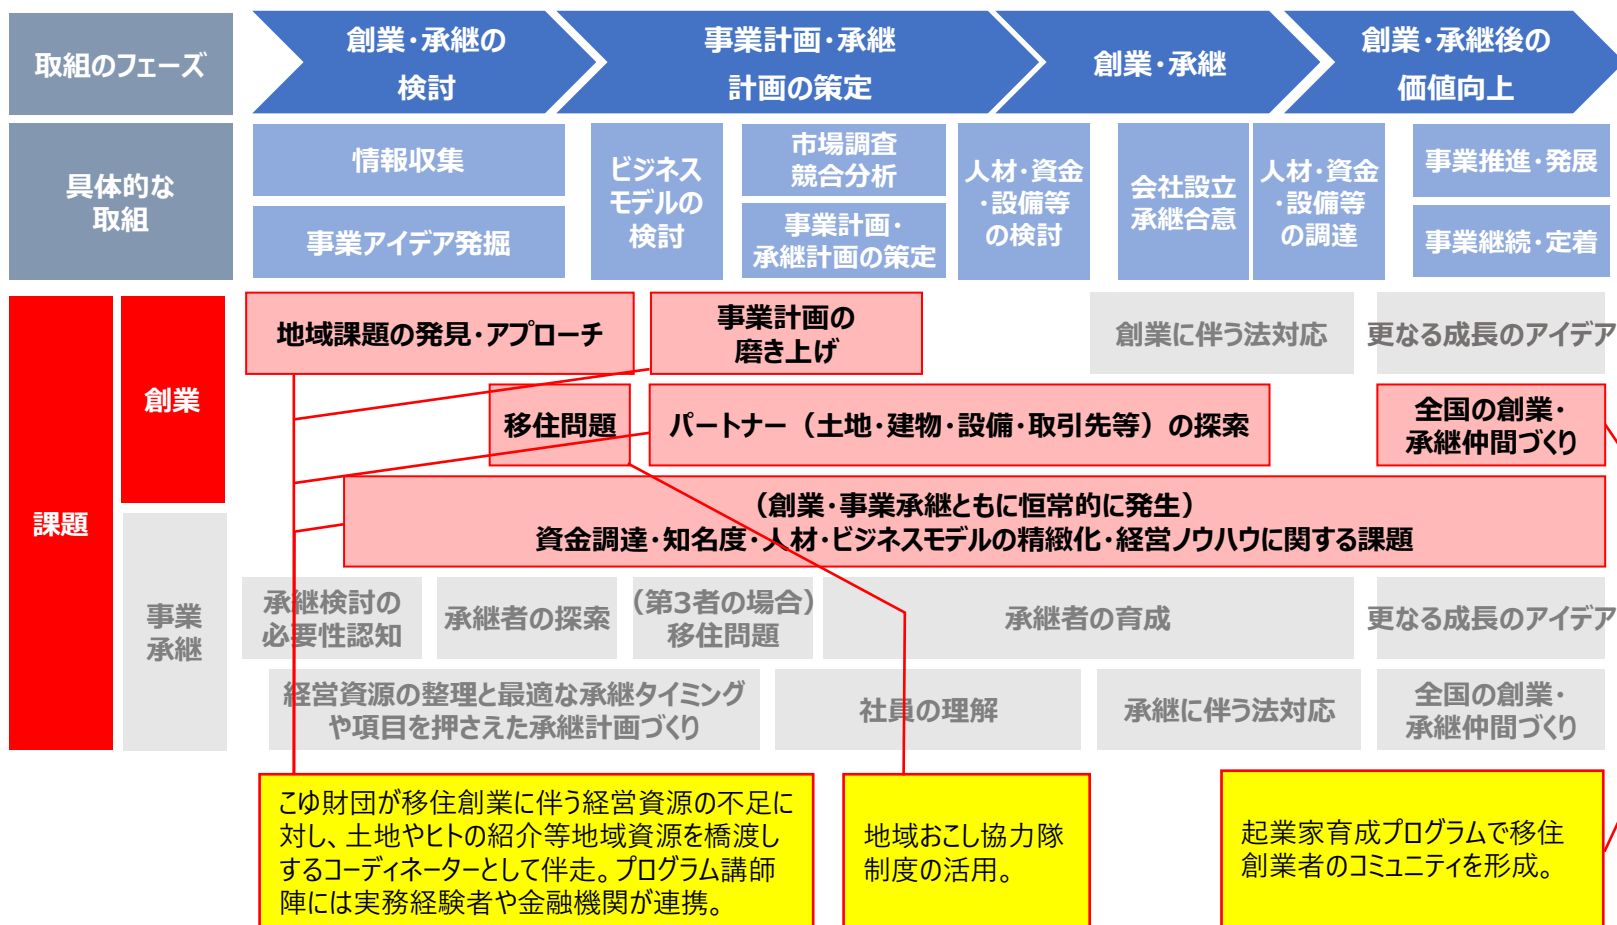 取組のフェーズ
創業・承継の
検討
事業計画・承継
計画の策定
創業・承継
創業・承継後の
価値向上
具体的な
取組
情報収集
事業アイデア発掘
ビジネス
モデルの
検討
市場調査
競合分析
事業計画・
承継計画の策定
人材・資金
・設備等
の検討
会社設立
承継合意
人材・資金
・設備等
の調達
事業推進・発展
事業継続・定着
課題
創業
地域課題の発見・アプローチ
事業計画の
磨き上げ
創業に伴う法対応
更なる成長のアイデア
移住問題
パートナー（土地・建物・設備・取引先等）の探索
全国の創業・
承継仲間づくり
（創業・事業承継ともに恒常的に発生）
資金調達・知名度・人材・ビジネスモデルの精緻化・経営ノウハウに関する課題
事業
承継
承継検討の
必要性認知
承継者の探索
（第3者の場合）
移住問題
承継者の育成
更なる成長のアイデア
経営資源の整理と最適な承継タイミング
や項目を押さえた承継計画づくり
社員の理解
承継に伴う法対応
全国の創業・
承継仲間づくり
こゆ財団が移住創業に伴う経営資源の不足に
対し、土地やヒトの紹介等地域資源を橋渡し
するコーディネーターとして伴走。プログラム講師
陣には実務経験者や金融機関が連携。
地域おこし協力隊
制度の活用。
起業家育成プログラムで移住
創業者のコミュニティを形成。